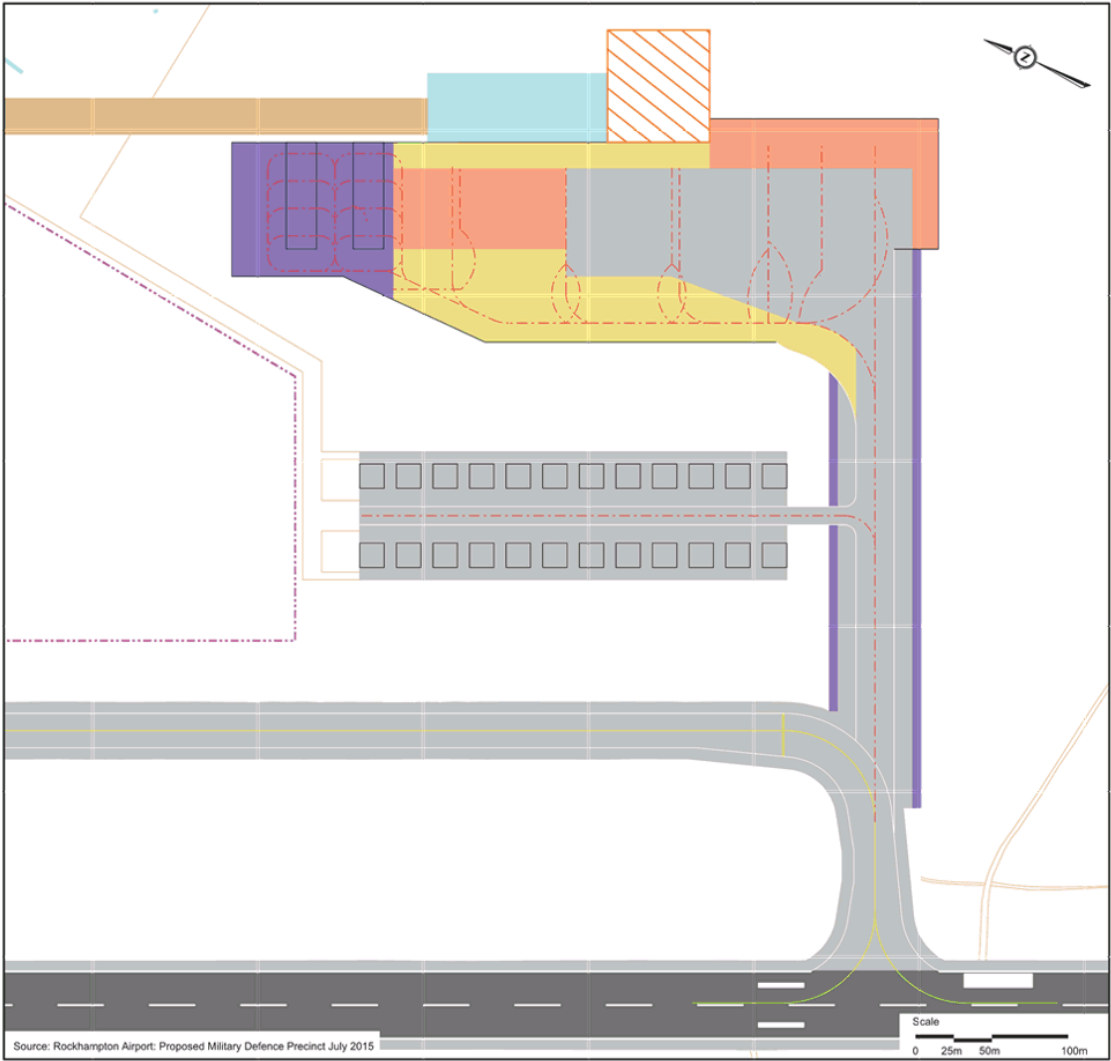 N
Source: Rockhampton Airport: Proposed Military Defence Precinct July 2015
Scale
0 25m 50m 100m